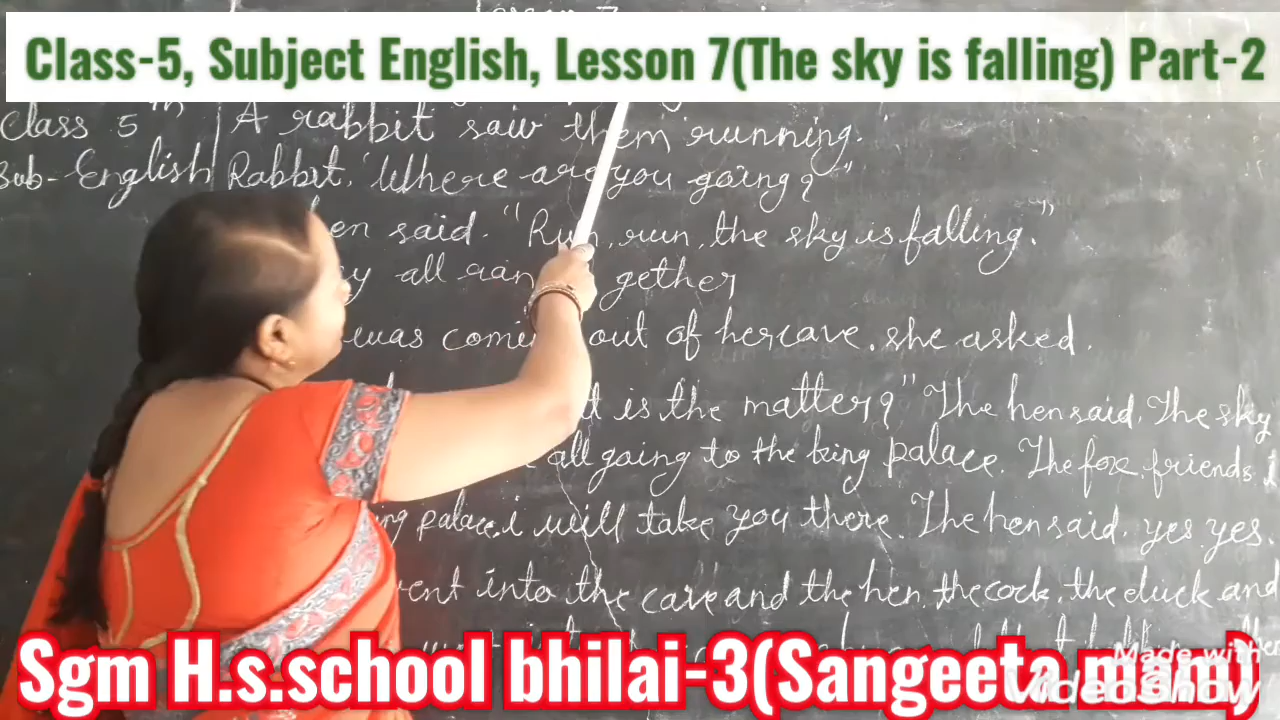 Class-5, Subject English, Lesson 7(The sky is falling) Part-2
Class 5th A rabbit saw them running.
Sub- English Rabbit, "Where are you going?"
en said. "Run, run, the sky is falling."
all gether
was out of her cave. she asked.
is the matter?" The hen said, The sky
all going to the king palace. The fox. friends. i
palace. i will take you there. The hen said. yes yes.
went into the cave and the hen. the cock, the duck and
Sgm H.s.school bhilai-3(Sangeeta.mam)
Made with
VideoShow